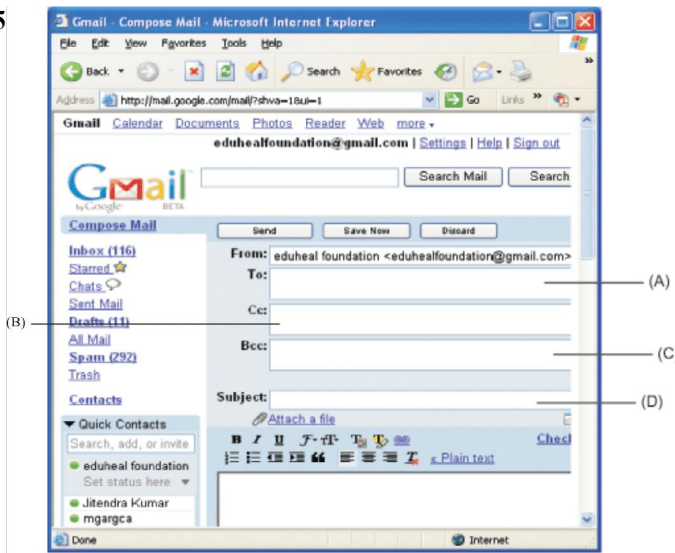 5
Gmail - Compose Mail - Microsoft Internet Explorer
File Edit View Favorites Tools Help
Back Search Favorites »
Address http://mail.google.com/mail/?shva=1&ui=1 Go Links »
Gmail Calendar Documents Photos Reader Web more
eduhealfoundation@gmail.com | Settings | Help | Sign out
Gmail
by Google BETA
Search Mail Search
Compose Mail
Send Save Now Discard
Inbox (116)
Starred
Chats
Sent Mail
Drafts (11)
All Mail
Spam (292)
Trash
Contacts
From: eduheal foundation <eduhealfoundation@gmail.com>
To:
(A)
Cc:
(B)
Bcc:
(C
Subject:
(D)
Attach a file
B I U
Check
« Plain text
Quick Contacts
Search, add, or invite
eduheal foundation
Set status here
Jitendra Kumar
mgargca
Done Internet